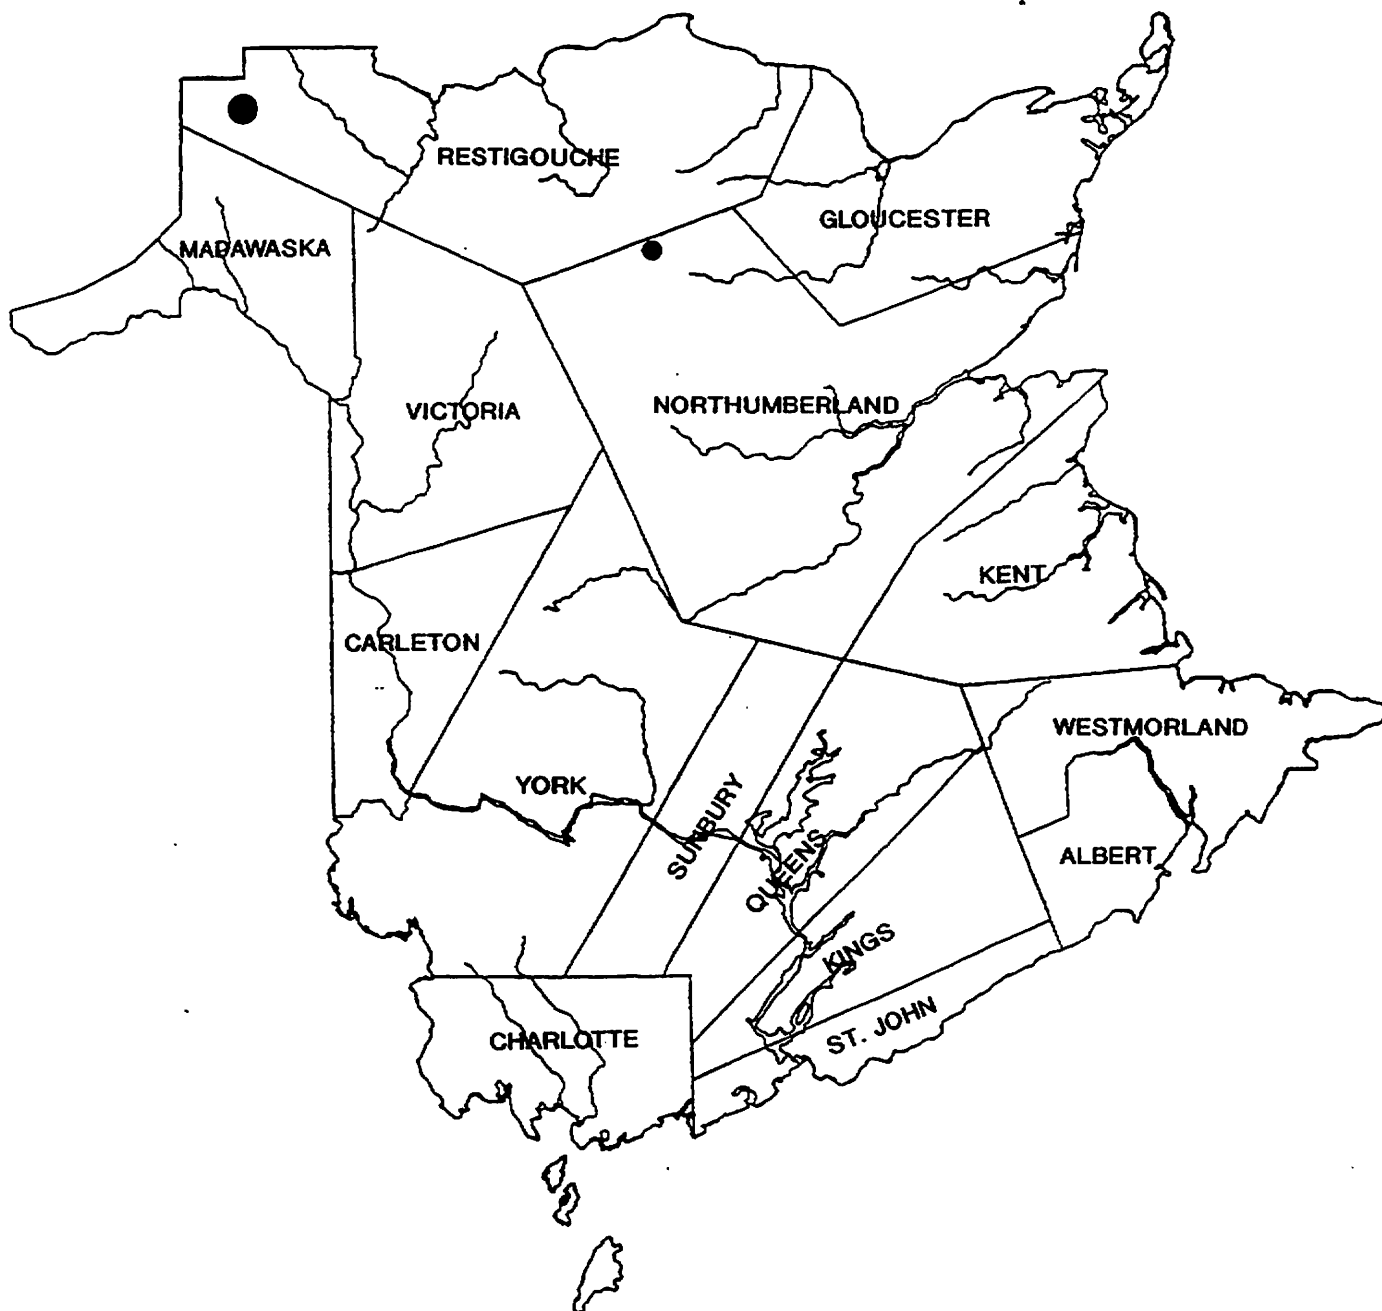 RESTIGOUCHE
GLOUCESTER
MADAWASKA
VICTORIA
NORTHUMBERLAND
KENT
CARLETON
WESTMORLAND
YORK
SUNBURY
QUEENS
ALBERT
KINGS
ST. JOHN
CHARLOTTE